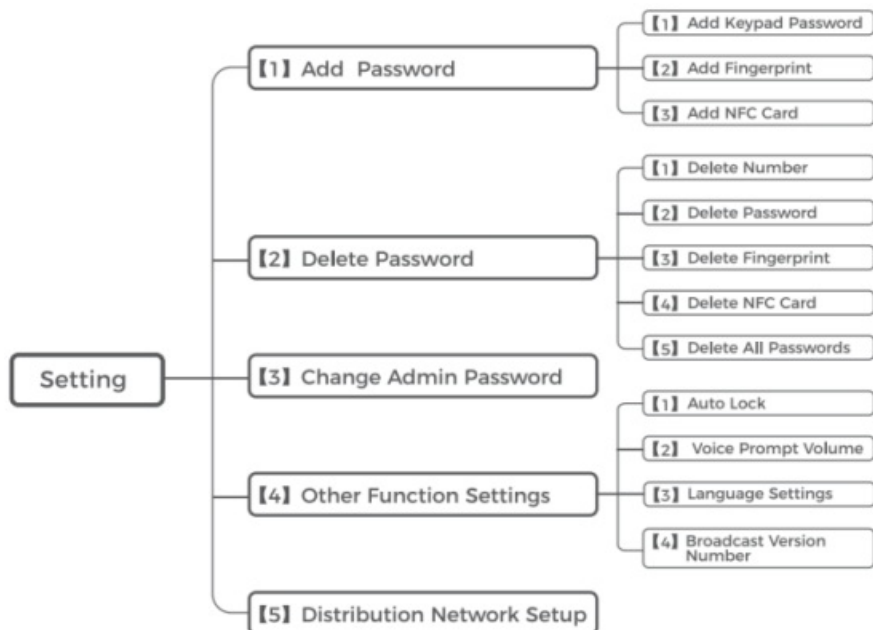 Setting
【1】Add Password
【1】Add Keypad Password
【2】Add Fingerprint
【3】Add NFC Card
【2】Delete Password
【1】Delete Number
【2】Delete Password
【3】Delete Fingerprint
【4】Delete NFC Card
【5】Delete All Passwords
【3】Change Admin Password
【4】Other Function Settings
【1】Auto Lock
【2】Voice Prompt Volume
【3】Language Settings
【4】Broadcast Version
Number
【5】Distribution Network Setup